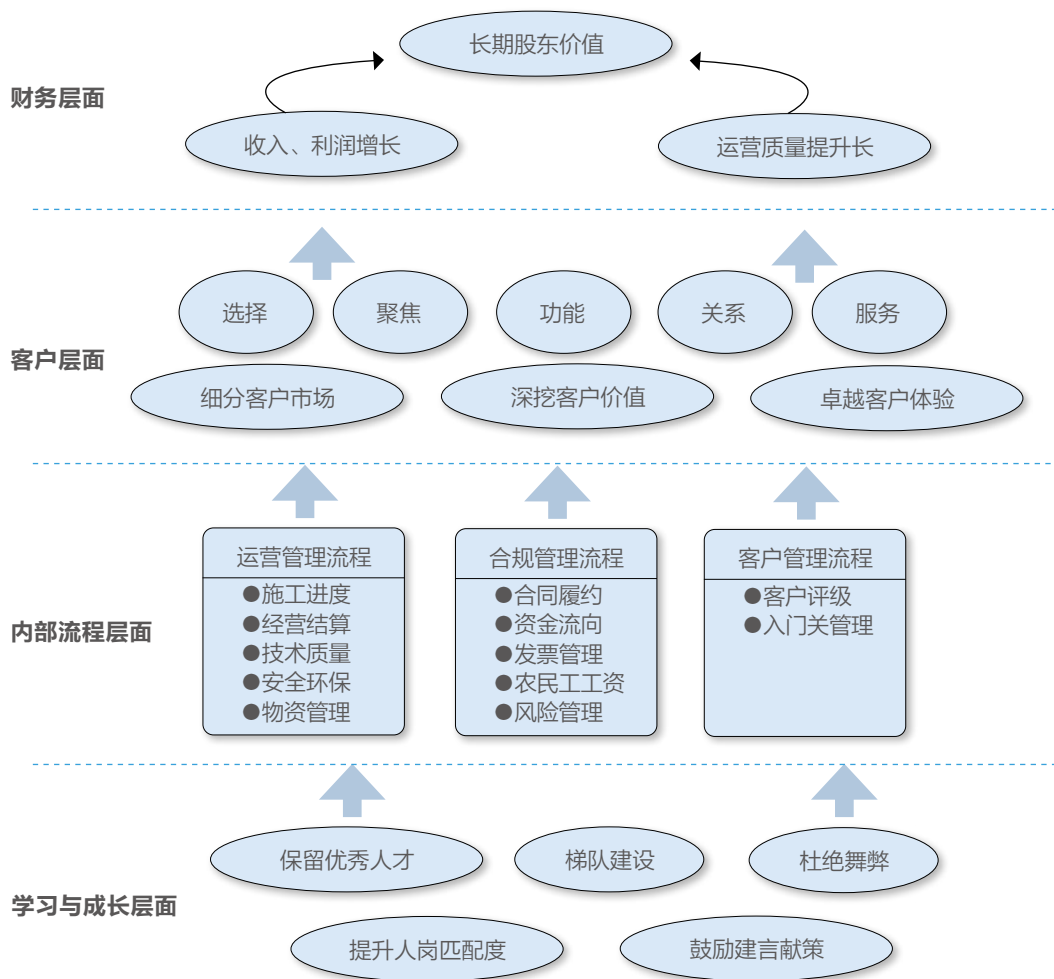 长期股东价值
财务层面
收入、利润增长
运营质量提升长
选择
聚焦
功能
关系
服务
客户层面
细分客户市场
深挖客户价值
卓越客户体验
运营管理流程
●施工进度
●经营结算
●技术质量
●安全环保
●物资管理
合规管理流程
●合同履约
●资金流向
●发票管理
●农民工工资
●风险管理
客户管理流程
●客户评级
●入门关管理
内部流程层面
保留优秀人才
梯队建设
杜绝舞弊
学习与成长层面
提升人岗匹配度
鼓励建言献策